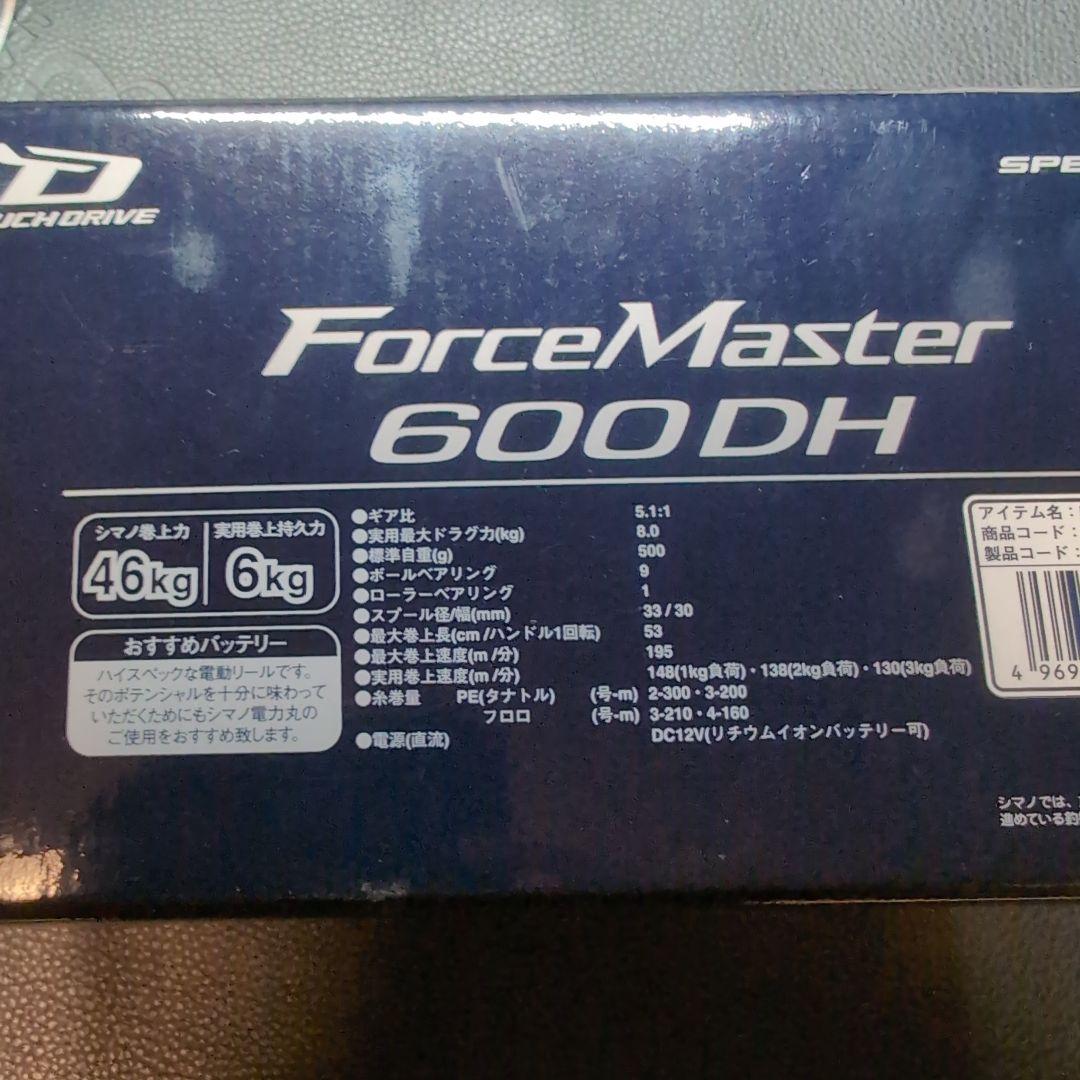 D
UCHDRIVE
SPE
ForceMaster
600DH
シマノ巻上力
46kg
実用巻上持久力
6kg
おすすめバッテリー
ハイスペックな電動リールです。
そのポテンシャルを十分に味わって
いただくためにもシマノ電力丸の
ご使用をおすすめ致します。
●ギア比 5.1:1
●実用最大ドラグ力(kg) 8.0
●標準自重(g) 500
●ボールベアリング 9
●ローラーベアリング 1
●スプール径/幅(mm) 33/30
●最大巻上長(cm/ハンドル1回転) 53
●最大巻上速度(m/分) 195
●実用巻上速度(m/分) 148(1kg負荷)・138(2kg負荷)・130(3kg負荷)
●糸巻量 PE(タナトル) (号-m) 2-300・3-200
フロロ (号-m) 3-210・4-160
●電源(直流) DC12V(リチウムイオンバッテリー可)
アイテム名:
商品コード:
製品コード:
4 969
シマノでは、
進めている釣